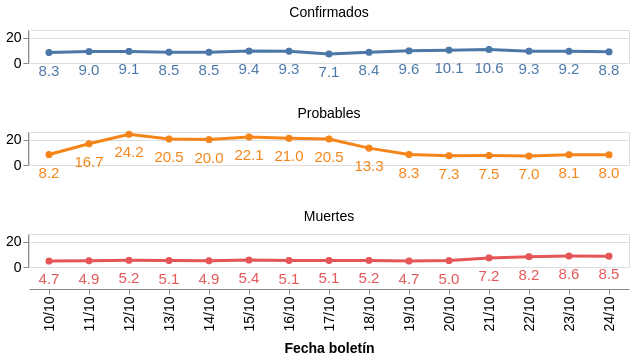 Confirmados
20
0
8.3 9.0 9.1 8.5 8.5 9.4 9.3 7.1 8.4 9.6 10.1 10.6 9.3 9.2 8.8
Probables
20
0
8.2 16.7 24.2 20.5 20.0 22.1 21.0 20.5 13.3 8.3 7.3 7.5 7.0 8.1 8.0
Muertes
20
0
4.7 4.9 5.2 5.1 4.9 5.4 5.1 5.1 5.2 4.7 5.0 7.2 8.2 8.6 8.5
10/10 11/10 12/10 13/10 14/10 15/10 16/10 17/10 18/10 19/10 20/10 21/10 22/10 23/10 24/10
Fecha boletín